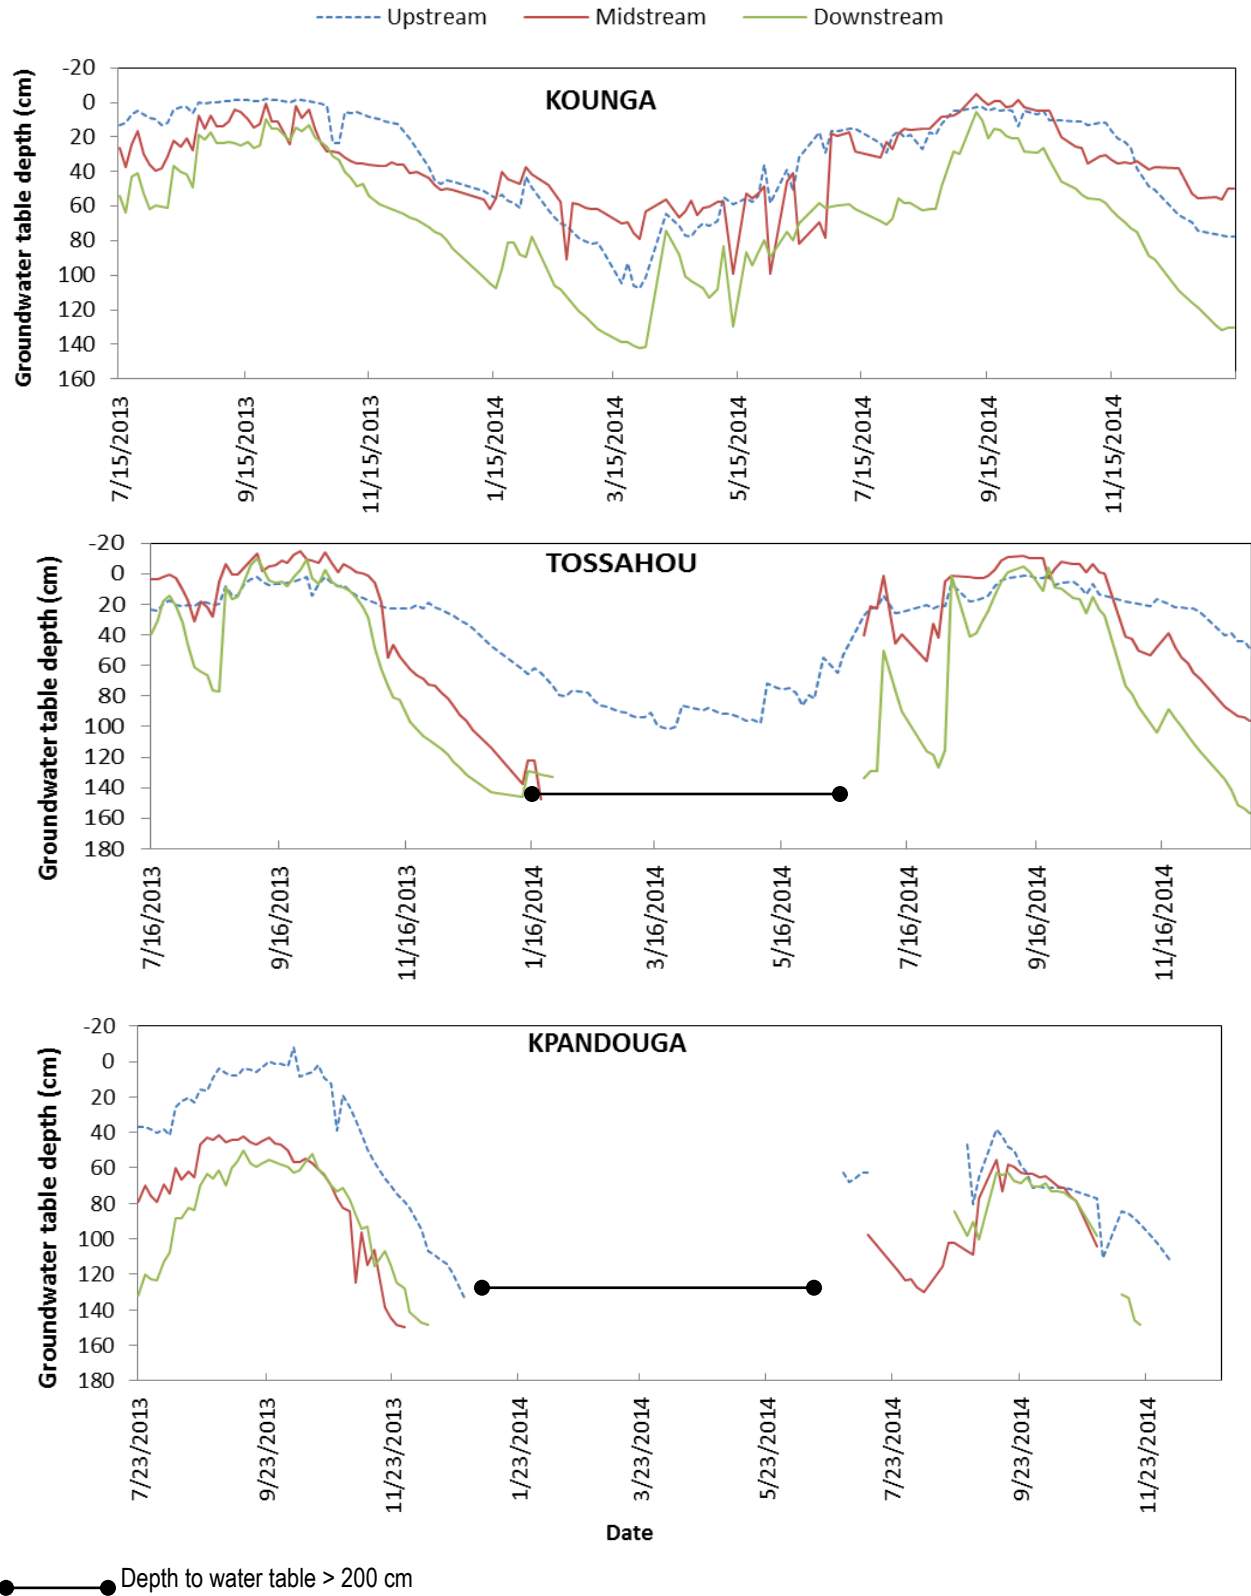 Upstream Midstream Downstream
KOUNGA
Groundwater table depth (cm)
-20
0
20
40
60
80
100
120
140
160
7/15/2013 9/15/2013 11/15/2013 1/15/2014 3/15/2014 5/15/2014 7/15/2014 9/15/2014 11/15/2014
TOSSAHOU
Groundwater table depth (cm)
-20
0
20
40
60
80
100
120
140
160
180
7/16/2013 9/16/2013 11/16/2013 1/16/2014 3/16/2014 5/16/2014 7/16/2014 9/16/2014 11/16/2014
KPANDOUGA
Groundwater table depth (cm)
-20
0
20
40
60
80
100
120
140
160
180
7/23/2013 9/23/2013 11/23/2013 1/23/2014 3/23/2014 5/23/2014 7/23/2014 9/23/2014 11/23/2014
Date
Depth to water table > 200 cm